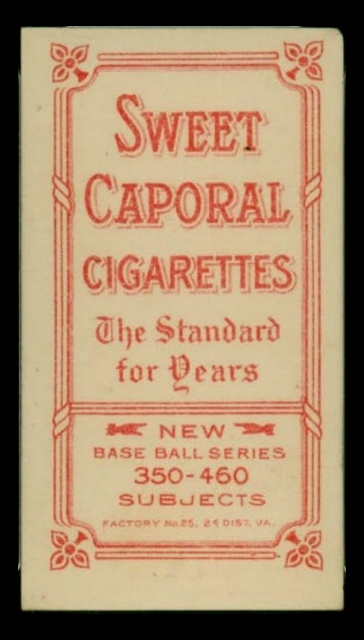 SWEET
CAPORAL
CIGARETTES
The Standard
for Years
NEW
BASE BALL SERIES
350-460
SUBJECTS
FACTORY No. 25, 2d DIST. VA.